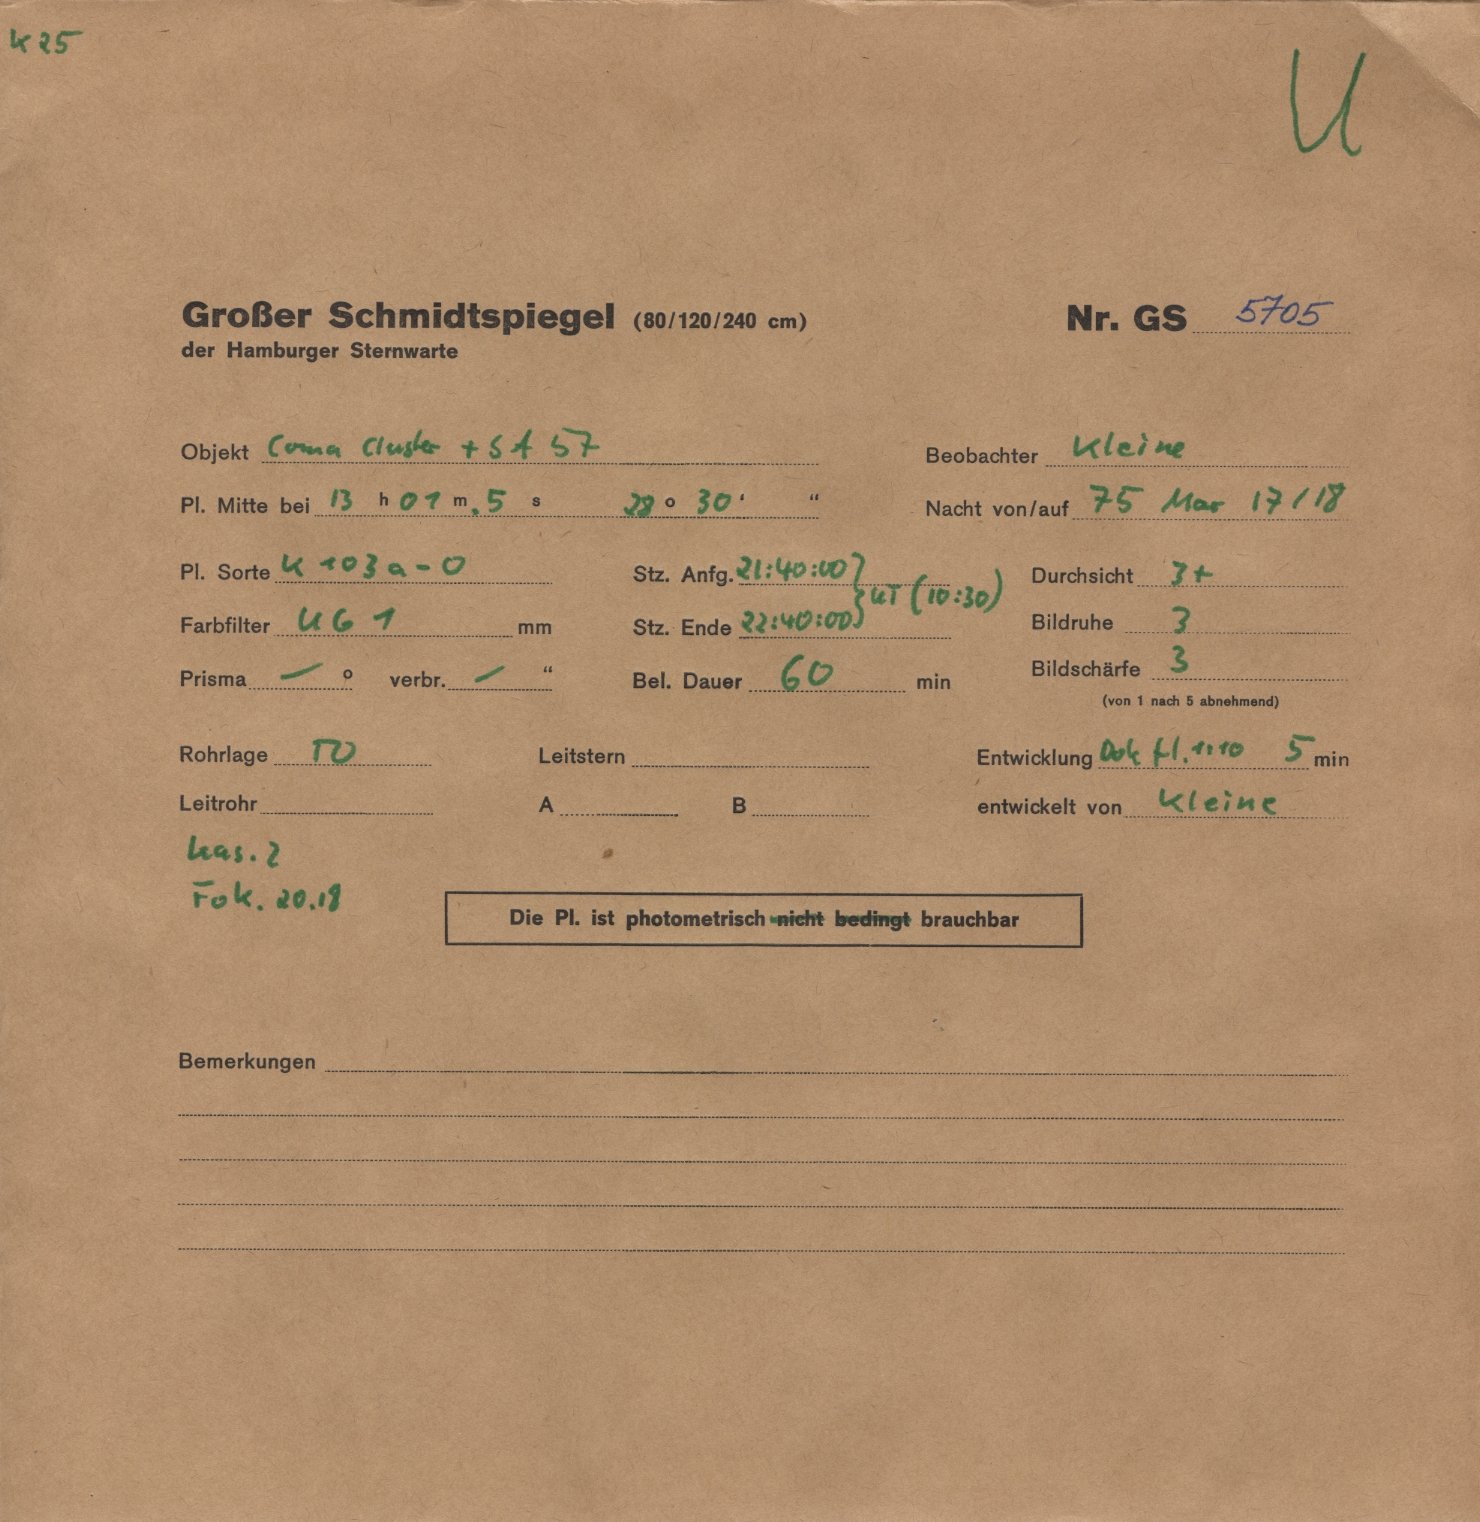 K 25
U
Großer Schmidtspiegel (80/120/240 cm) Nr. GS 5705
der Hamburger Sternwarte
Objekt Coma Cluster + SA 57 Beobachter Kleine
Pl. Mitte bei 13 h 01 m .5 s 28 o 30 ' " Nacht von/auf 75 Mar 17/18
Pl. Sorte K 103a-O Stz. Anfg. 21:40:00 } UT (10:30) Durchsicht 3+
Farbfilter UG 1 mm Stz. Ende 22:40:00 Bildruhe 3
Prisma – o verbr. – " Bel. Dauer 60 min Bildschärfe 3
(von 1 nach 5 abnehmend)
Rohrlage TO Leitstern Entwicklung Dok fl. 1:10 5 min
Leitrohr A B entwickelt von Kleine
Kas. 2
Fok. 20.18
Die Pl. ist photometrisch nicht bedingt brauchbar
Bemerkungen